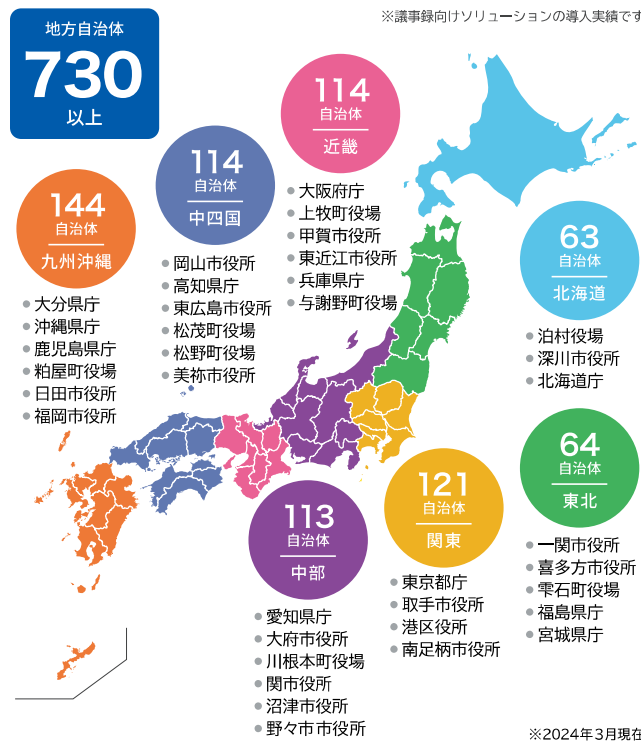 ※議事録向けソリューションの導入実績です
地方自治体
730
以上
114
自治体
近畿
大阪府庁
上牧町役場
甲賀市役所
東近江市役所
兵庫県庁
与謝野町役場
114
自治体
中四国
岡山市役所
高知県庁
東広島市役所
松茂町役場
松野町役場
美祢市役所
144
自治体
九州沖縄
大分県庁
沖縄県庁
鹿児島県庁
粕屋町役場
日田市役所
福岡市役所
63
自治体
北海道
泊村役場
深川市役所
北海道庁
64
自治体
東北
一関市役所
喜多方市役所
雫石町役場
福島県庁
宮城県庁
121
自治体
関東
東京都庁
取手市役所
港区役所
南足柄市役所
113
自治体
中部
愛知県庁
大府市役所
川根本町役場
関市役所
沼津市役所
野々市市役所
※2024年3月現在